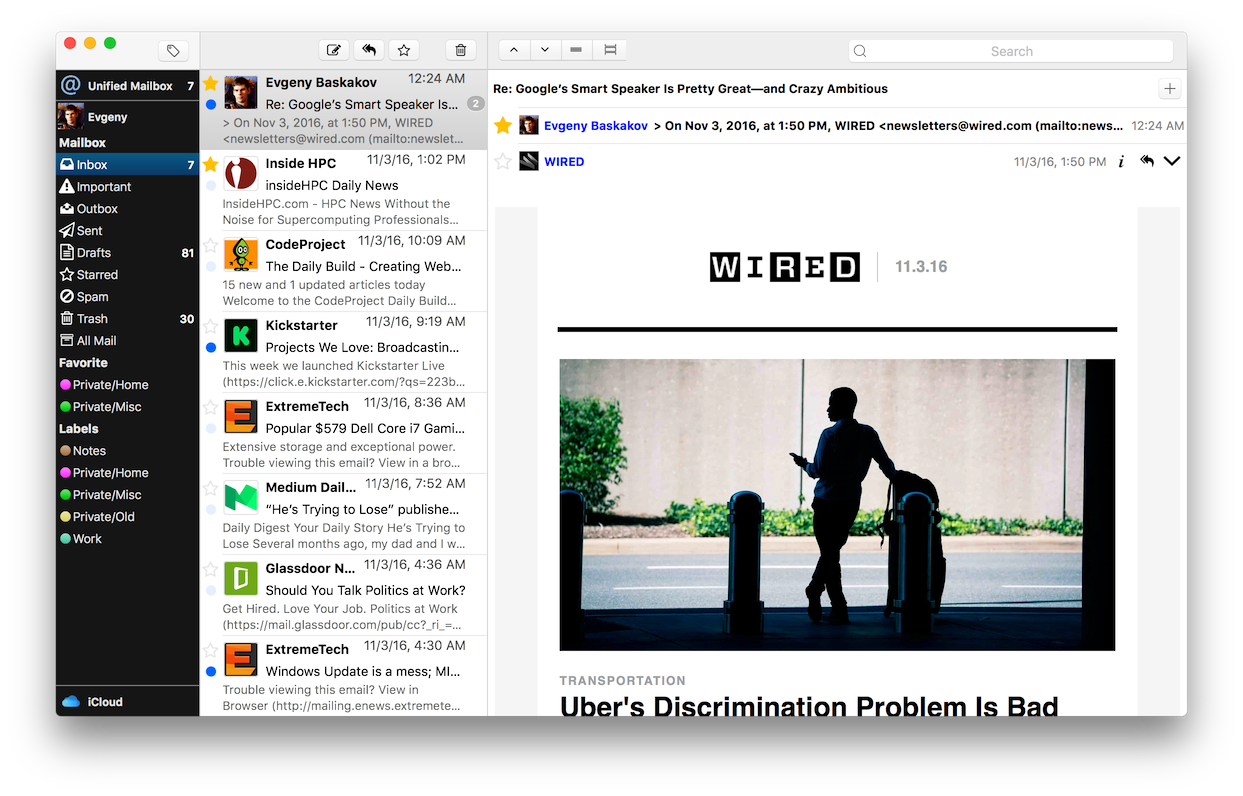 Search
Unified Mailbox 7
Evgeny
Mailbox
Inbox 7
Important
Outbox
Sent
Drafts 81
Starred
Spam
Trash 30
All Mail
Favorite
Private/Home
Private/Misc
Labels
Notes
Private/Home
Private/Misc
Private/Old
Work
iCloud
Evgeny Baskakov 12:24 AM
Re: Google’s Smart Speaker Is... 2
> On Nov 3, 2016, at 1:50 PM, WIRED
<newsletters@wired.com (mailto:newslet...
Inside HPC 11/3/16, 1:02 PM
insideHPC Daily News
InsideHPC.com - HPC News Without the
Noise for Supercomputing Professionals...
CodeProject 11/3/16, 10:09 AM
The Daily Build - Creating Web...
15 new and 1 updated articles today
Welcome to the CodeProject Daily Build...
Kickstarter 11/3/16, 9:19 AM
Projects We Love: Broadcastin...
This week we launched Kickstarter Live
(https://click.e.kickstarter.com/?qs=223b...
ExtremeTech 11/3/16, 8:36 AM
Popular $579 Dell Core i7 Gami...
Extensive storage and exceptional power.
Trouble viewing this email? View in a bro...
Medium Dail... 11/3/16, 7:52 AM
“He’s Trying to Lose” publishe...
Daily Digest Your Daily Story He’s Trying to
Lose Several months ago, my dad and I w...
Glassdoor N... 11/3/16, 4:36 AM
Should You Talk Politics at Work?
Get Hired. Love Your Job. Politics at Work
(https://mail.glassdoor.com/pub/cc?_ri_=...
ExtremeTech 11/3/16, 4:30 AM
Windows Update is a mess; MI...
Trouble viewing this email? View in
Browser (http://mailing.enews.extremete...
Re: Google’s Smart Speaker Is Pretty Great—and Crazy Ambitious
Evgeny Baskakov > On Nov 3, 2016, at 1:50 PM, WIRED <newsletters@wired.com (mailto:news... 12:24 AM
WIRED 11/3/16, 1:50 PM i
WIRED 11.3.16
TRANSPORTATION
Uber's Discrimination Problem Is Bad